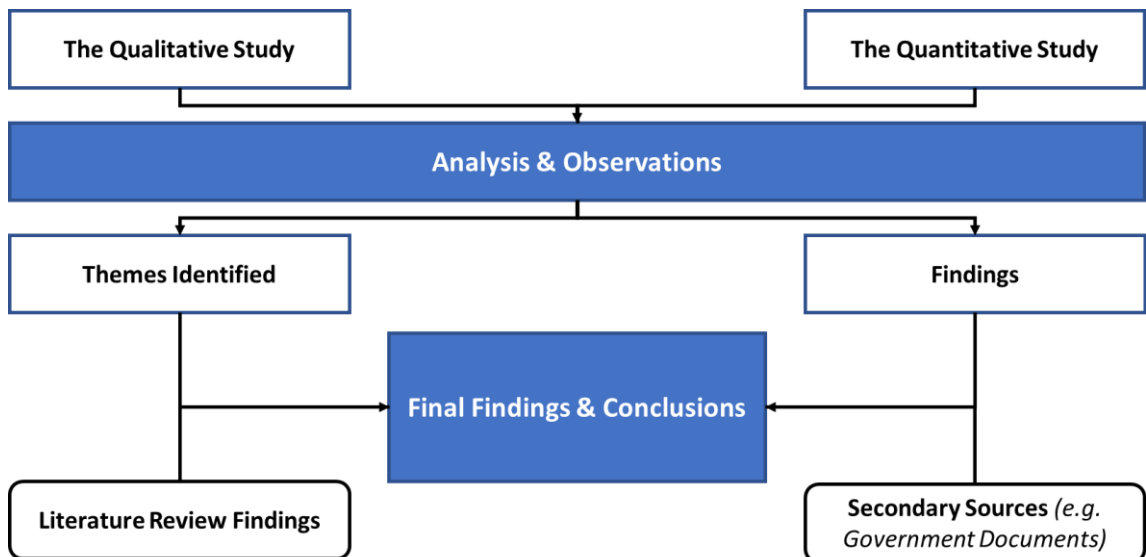 The Qualitative Study
The Quantitative Study
Analysis & Observations
Themes Identified
Findings
Final Findings & Conclusions
Literature Review Findings
Secondary Sources (e.g.
Government Documents)